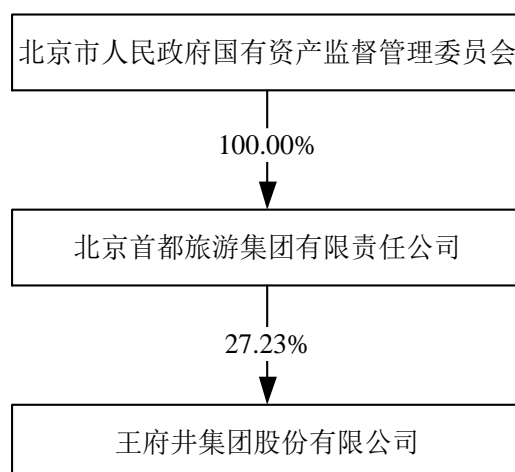 北京市人民政府国有资产监督管理委员会
100.00%
北京首都旅游集团有限责任公司
27.23%
王府井集团股份有限公司